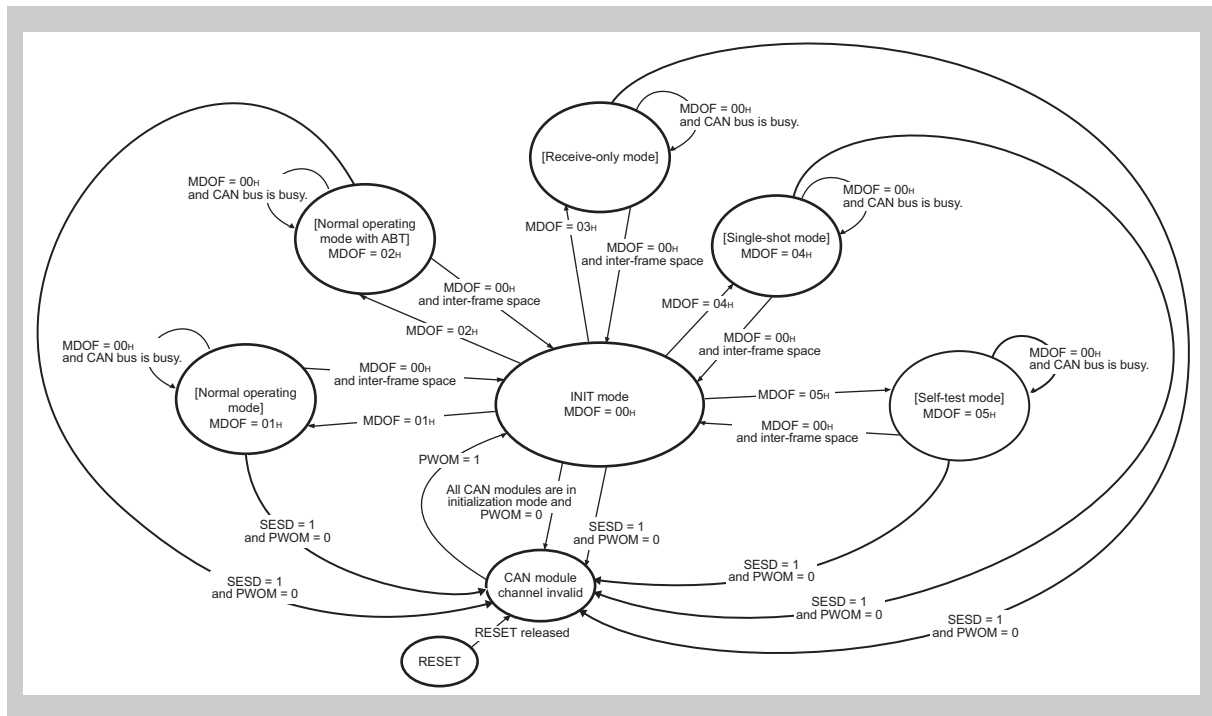 MDOF = 00H
and CAN bus is busy.
[Receive-only mode]
MDOF = 00H
and CAN bus is busy.
MDOF = 00H
and CAN bus is busy.
[Normal operating
mode with ABT]
MDOF = 02H
MDOF = 03H
[Single-shot mode]
MDOF = 04H
MDOF = 00H
and inter-frame space
MDOF = 00H
and inter-frame space
MDOF = 04H
MDOF = 02H
MDOF = 00H
and CAN bus is busy.
MDOF = 00H
and inter-frame space
MDOF = 00H
and CAN bus is busy.
MDOF = 00H
and inter-frame space
[Normal operating
mode]
MDOF = 01H
INIT mode
MDOF = 00H
MDOF = 05H
[Self-test mode]
MDOF = 05H
MDOF = 01H
MDOF = 00H
and inter-frame space
PWOM = 1
All CAN modules are in
initialization mode and
PWOM = 0
SESD = 1
and PWOM = 0
SESD = 1
and PWOM = 0
SESD = 1
and PWOM = 0
SESD = 1
and PWOM = 0
CAN module
channel invalid
SESD = 1
and PWOM = 0
SESD = 1
and PWOM = 0
RESET released
RESET